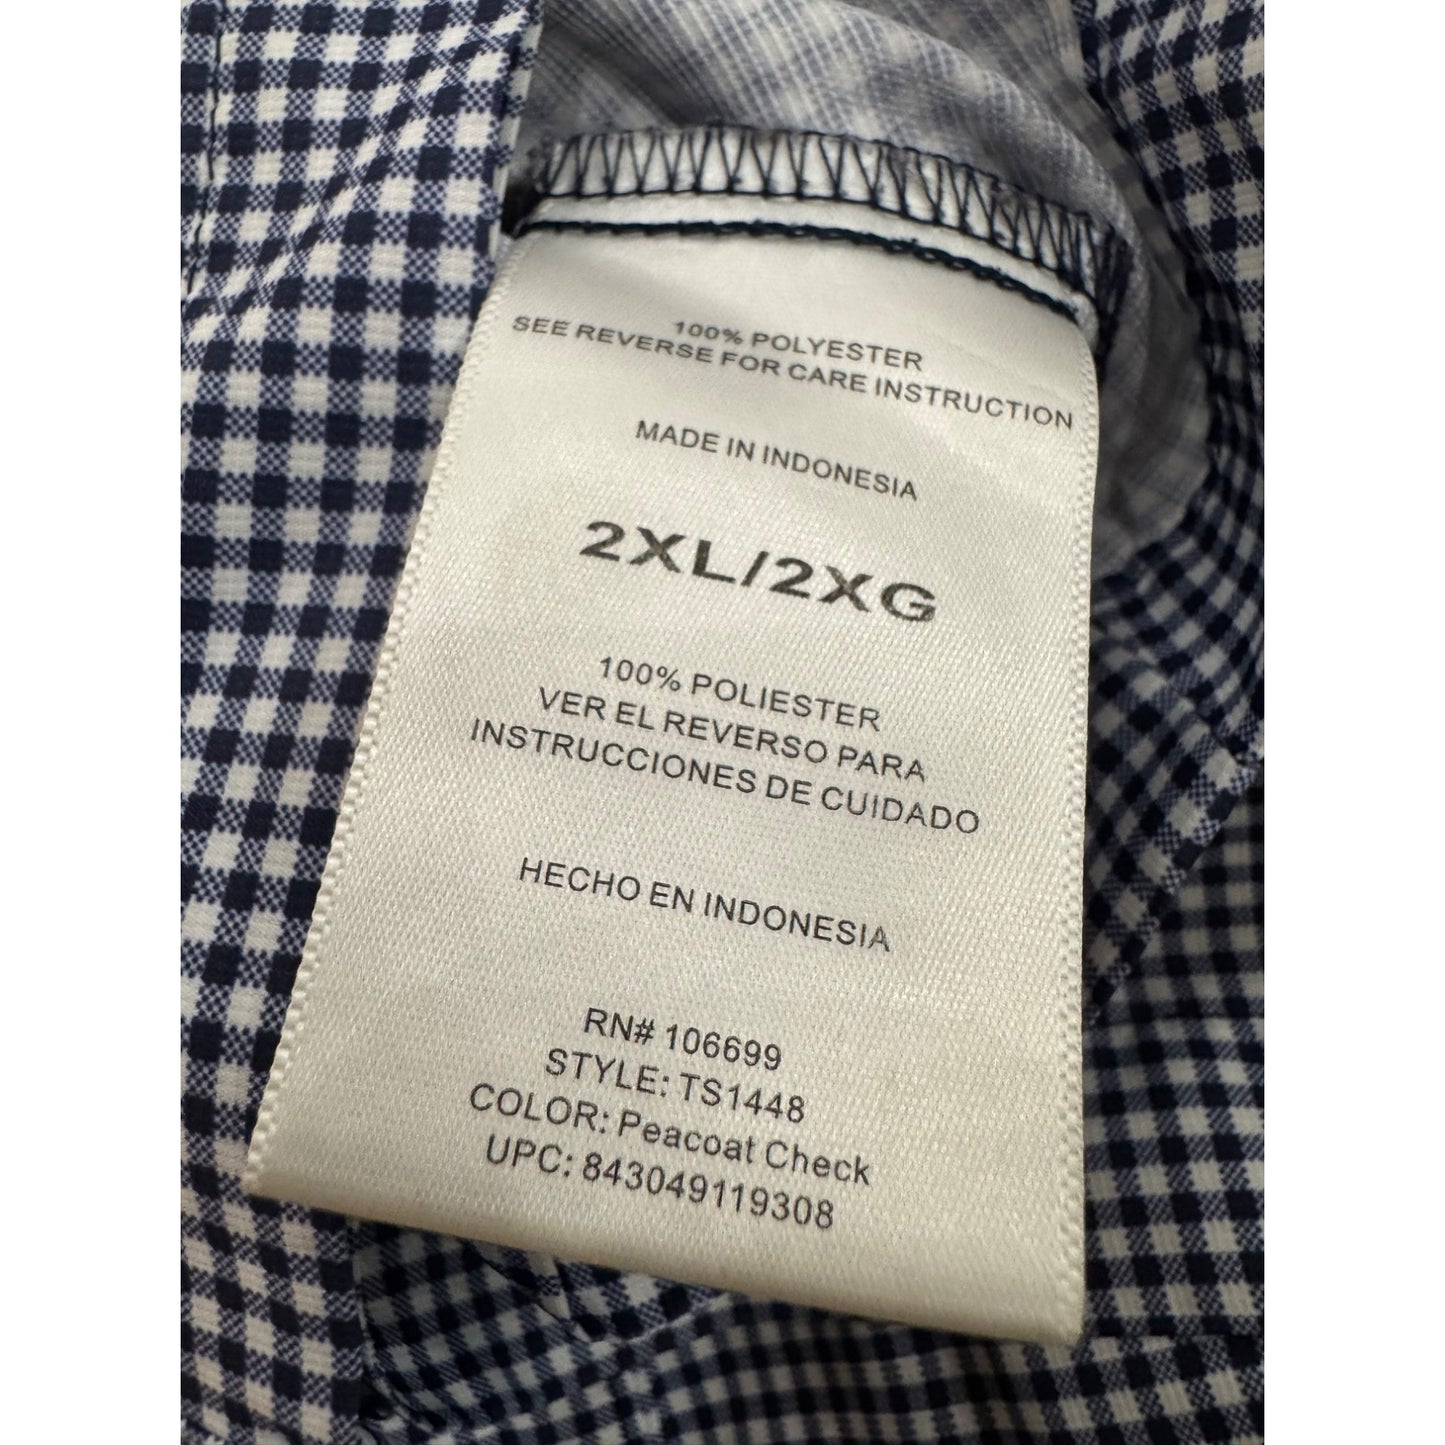 100% POLYESTER
SEE REVERSE FOR CARE INSTRUCTION
MADE IN INDONESIA
2XL/2XG
100% POLIESTER
VER EL REVERSO PARA
INSTRUCCIONES DE CUIDADO
HECHO EN INDONESIA
RN# 106699
STYLE: TS1448
COLOR: Peacoat Check
UPC: 843049119308